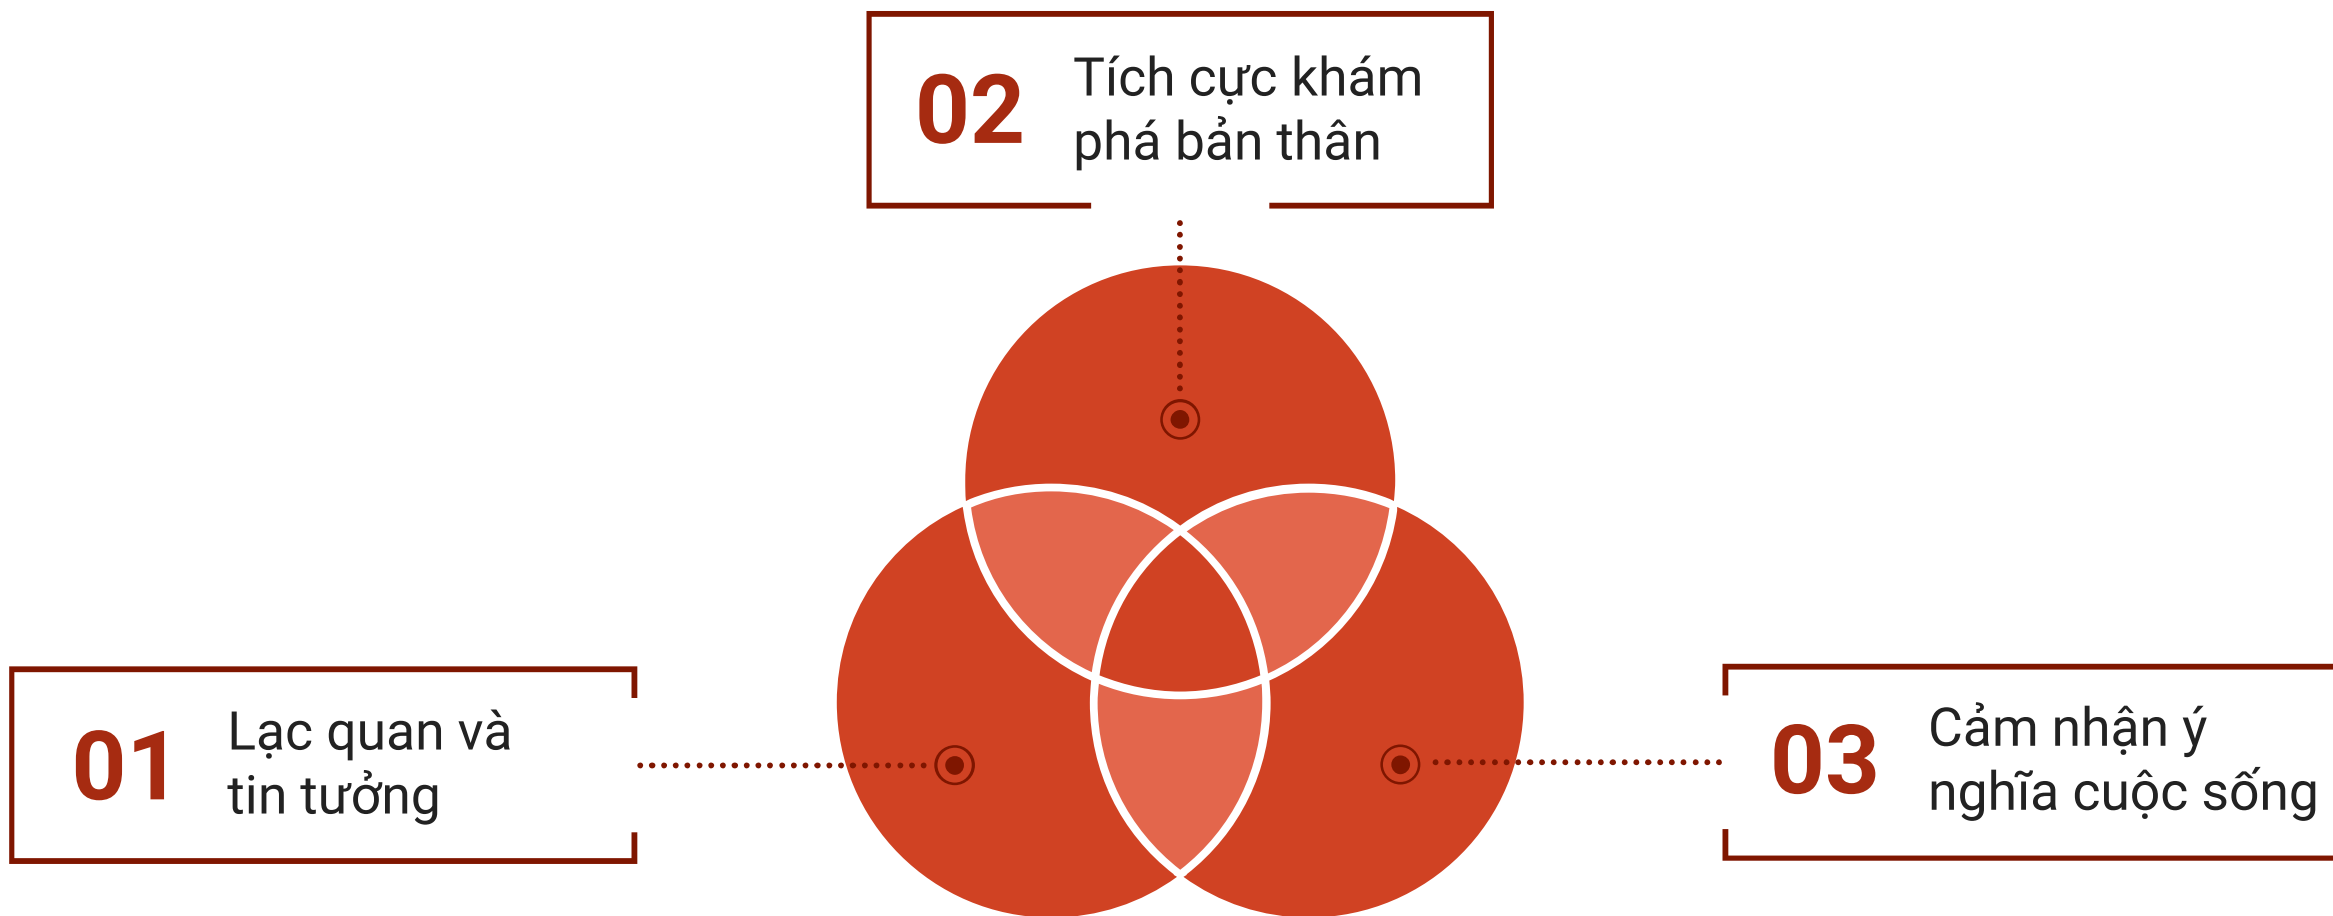 02
Tích cực khám
phá bản thân
01
Lạc quan và
tin tưởng
03
Cảm nhận ý
nghĩa cuộc sống